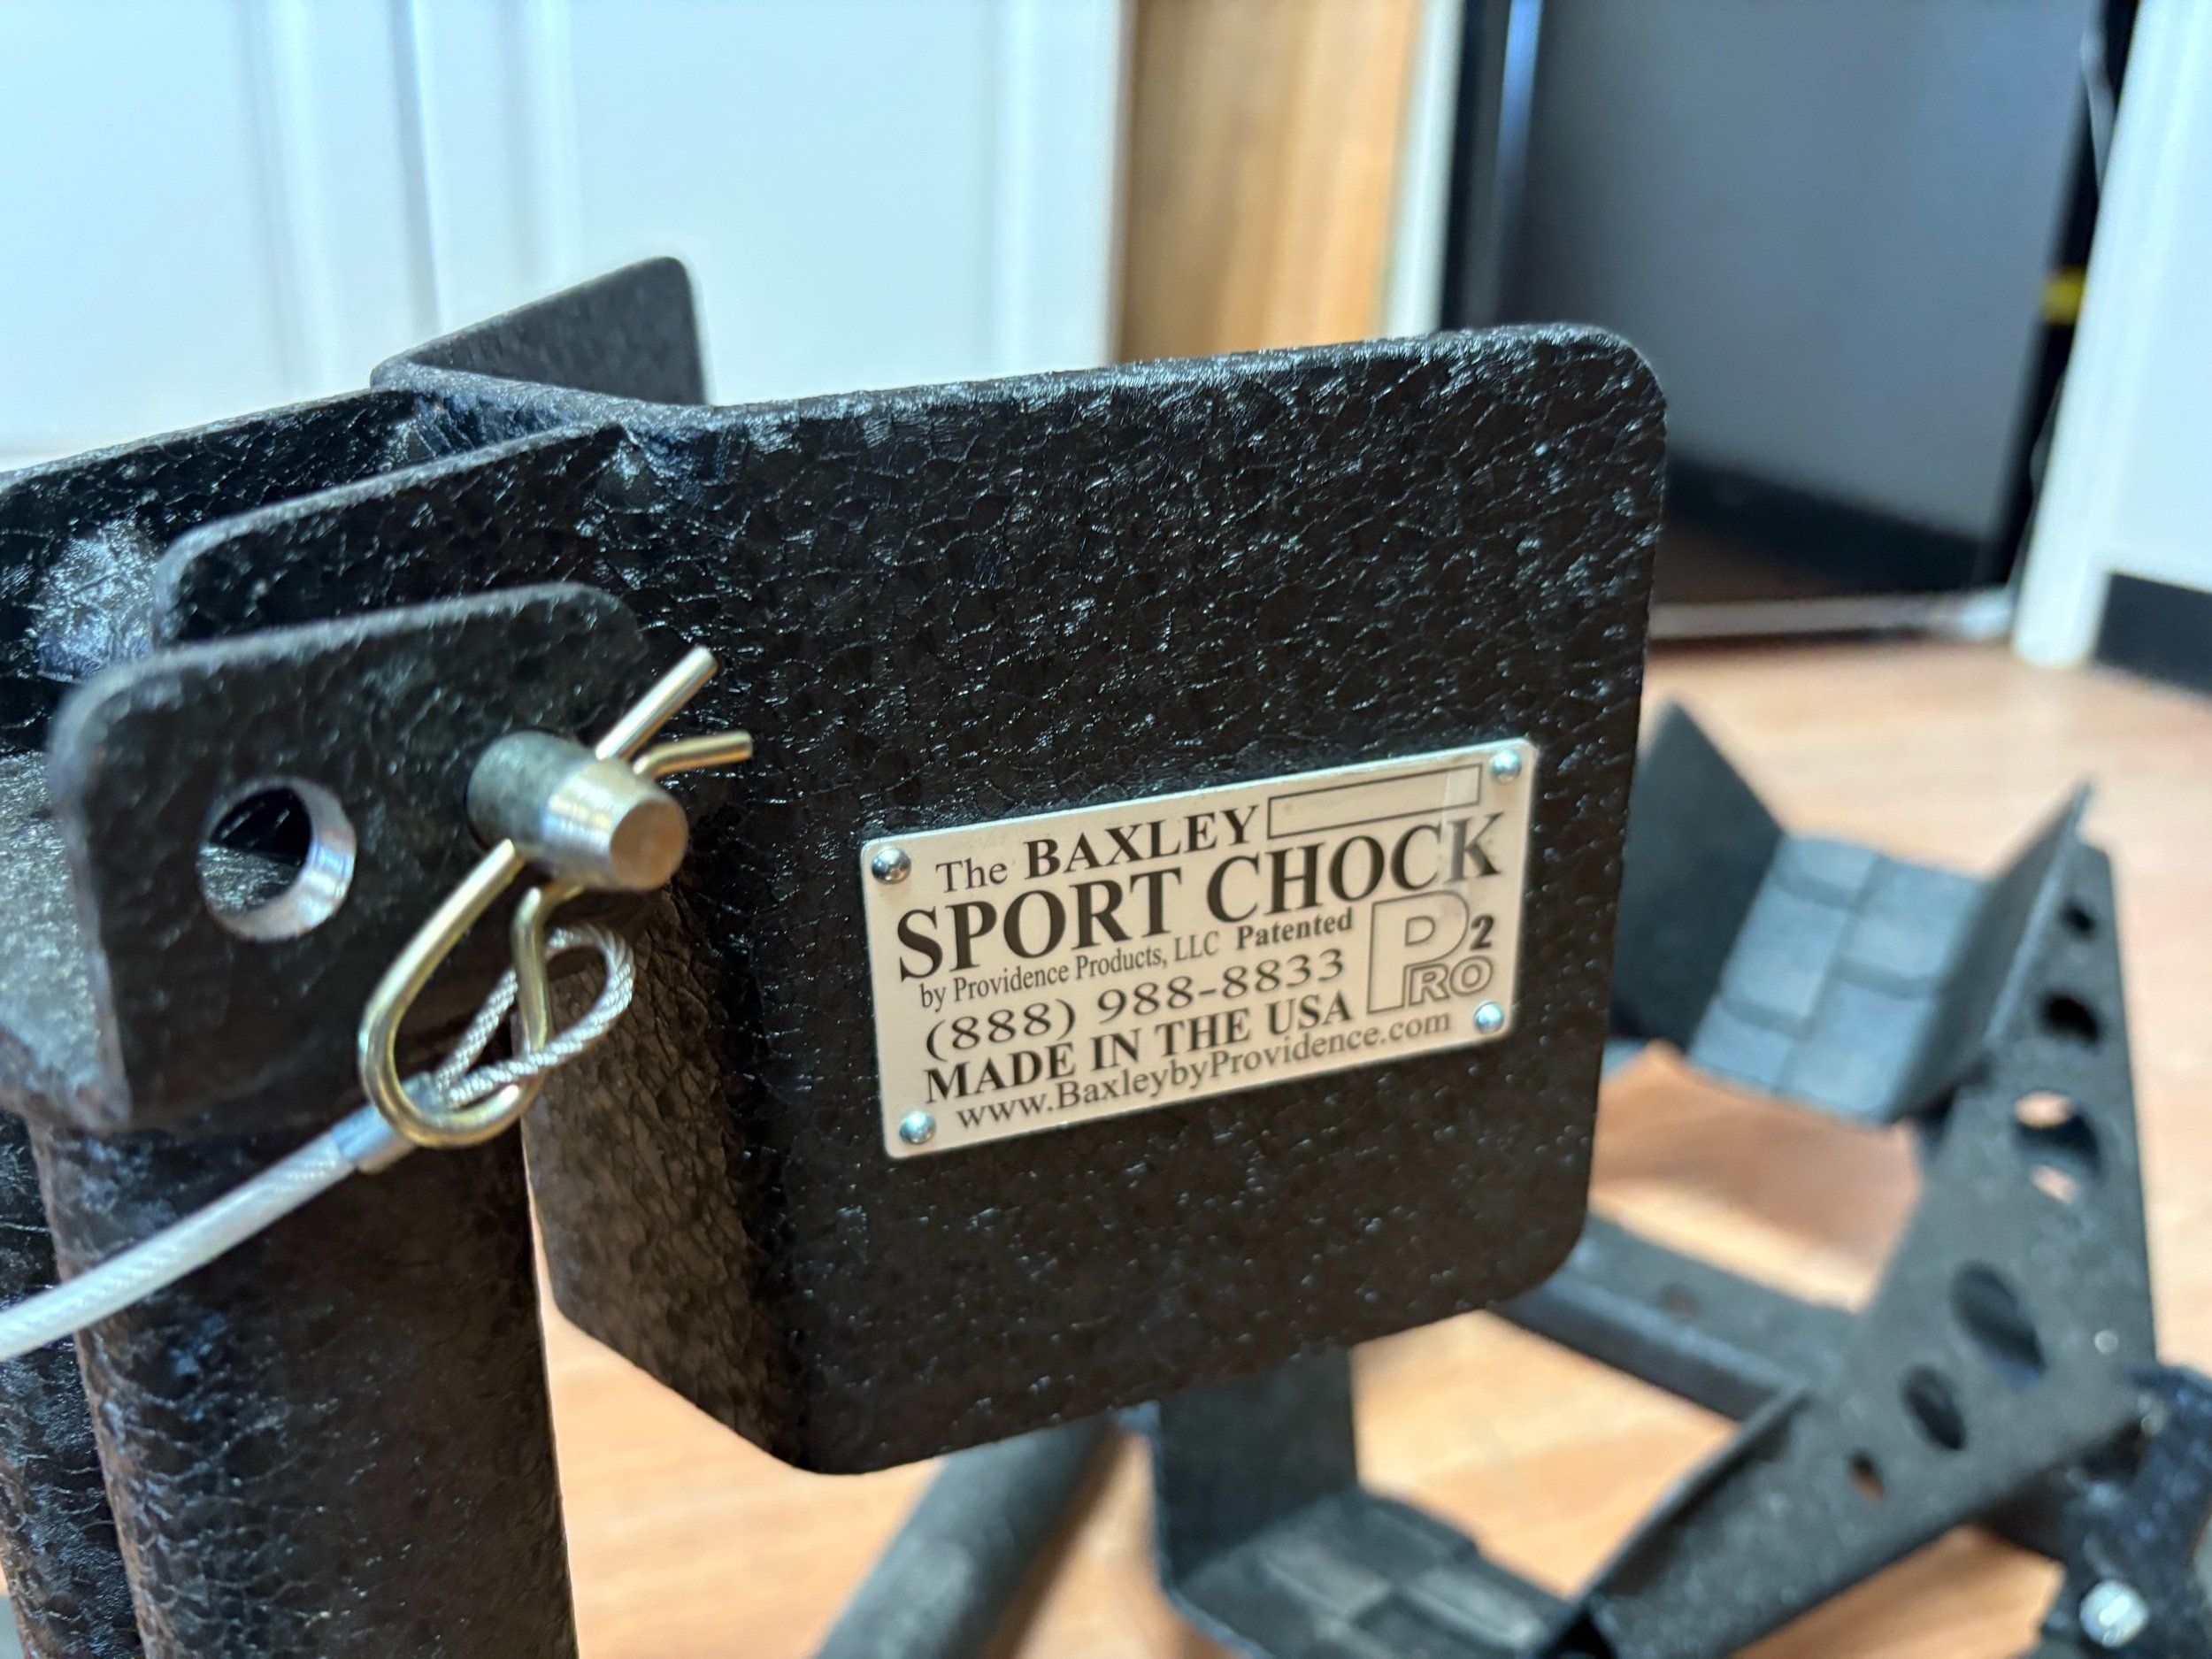 The BAXLEY
SPORT CHOCK
by Providence Products, LLC Patented
(888) 988-8833
MADE IN THE USA
P2
PRO
www.BaxleybyProvidence.com